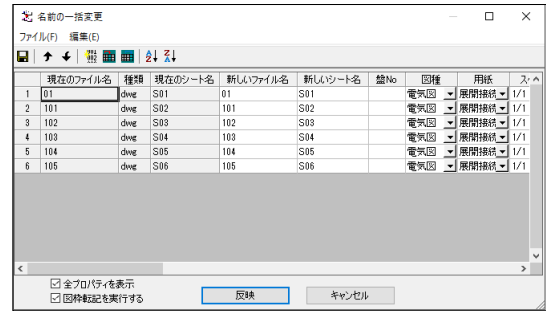 名前の一括変更
ファイル(F) 編集(E)
現在のファイル名 種類 現在のシート名 新しいファイル名 新しいシート名 盤No 図種 用紙
1 01 dwg S01 01 S01 電気図 展開接続 1/1
2 101 dwg S02 101 S02 電気図 展開接続 1/1
3 102 dwg S03 102 S03 電気図 展開接続 1/1
4 103 dwg S04 103 S04 電気図 展開接続 1/1
5 104 dwg S05 104 S05 電気図 展開接続 1/1
6 105 dwg S06 105 S06 電気図 展開接続 1/1
全プロパティを表示
図枠転記を実行する
反映 キャンセル